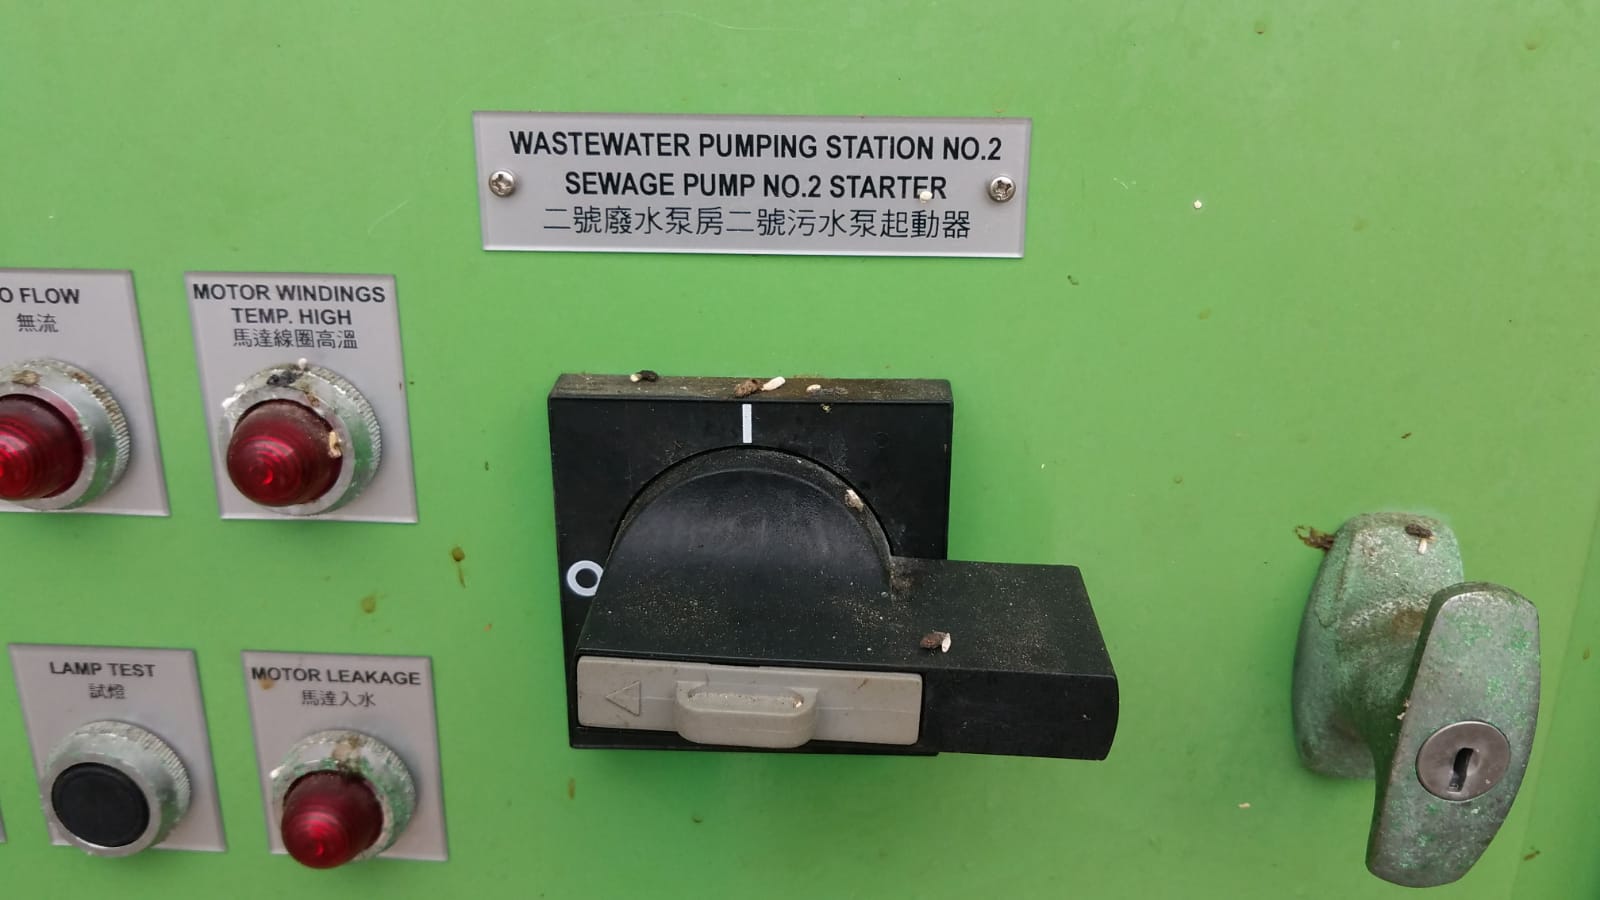 WASTEWATER PUMPING STATION NO.2
SEWAGE PUMP NO.2 STARTER
二號廢水泵房二號污水泵起動器
O FLOW
無流
MOTOR WINDINGS
TEMP. HIGH
馬達線圈高溫
I
O
LAMP TEST
試燈
MOTOR LEAKAGE
馬達入水